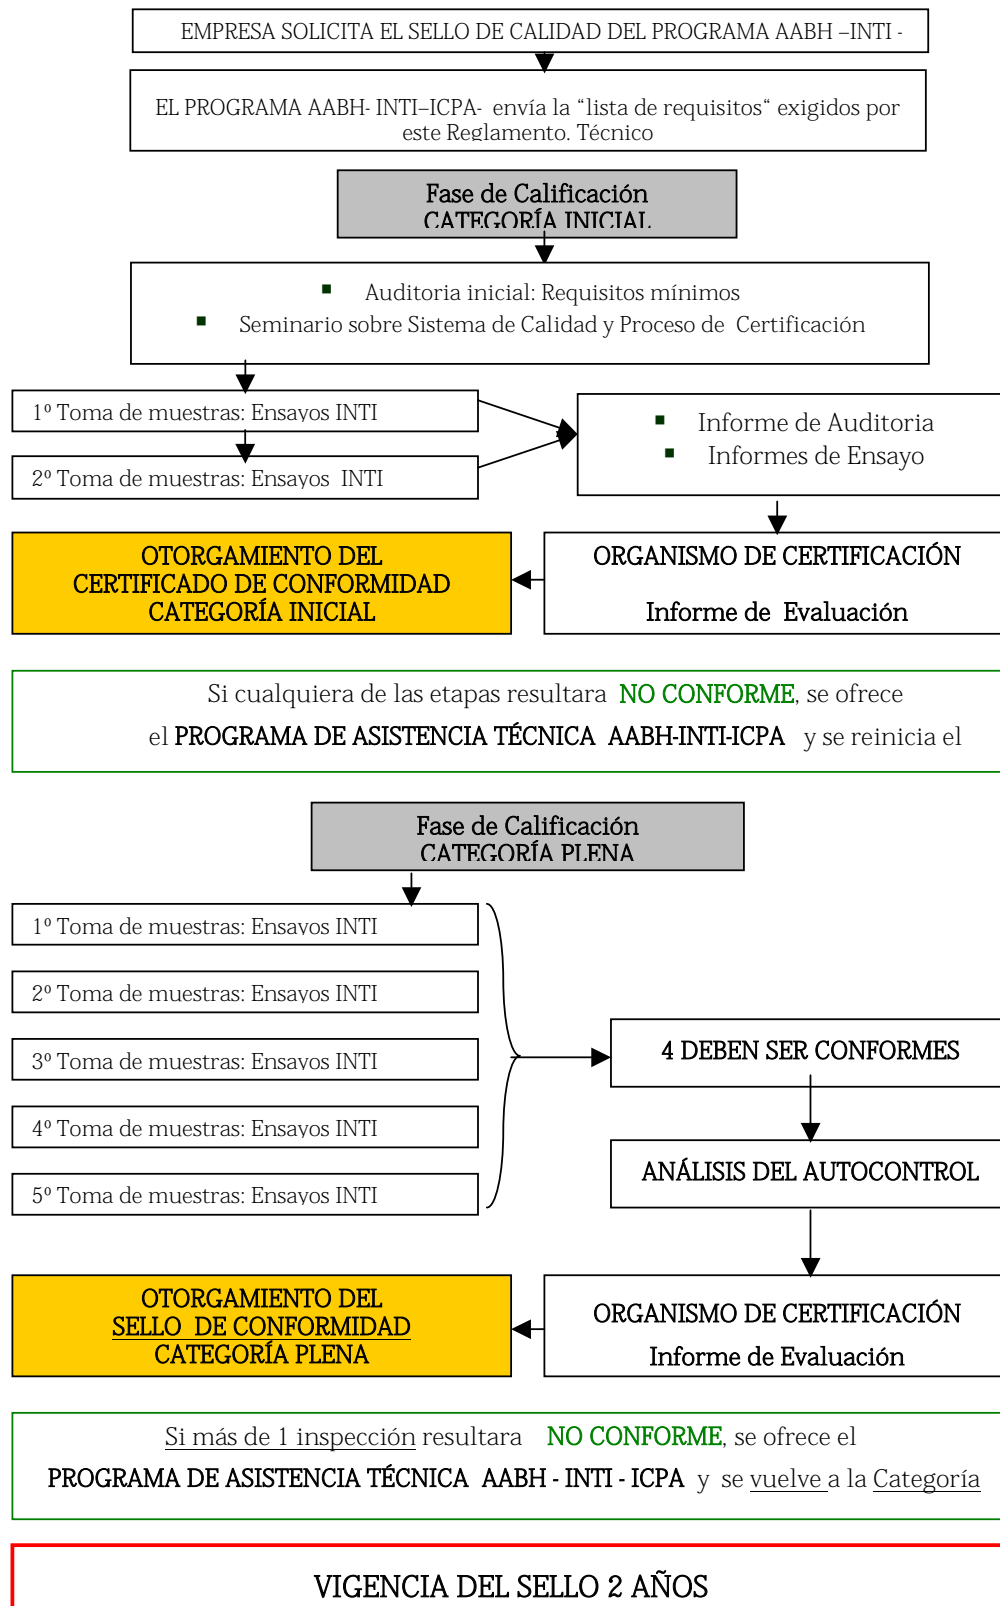 EMPRESA SOLICITA EL SELLO DE CALIDAD DEL PROGRAMA AABH –INTI -
EL PROGRAMA AABH- INTI–ICPA- envía la “lista de requisitos“ exigidos por
este Reglamento. Técnico
Fase de Calificación
CATEGORÍA INICIAL
▪ Auditoria inicial: Requisitos mínimos
▪ Seminario sobre Sistema de Calidad y Proceso de Certificación
1º Toma de muestras: Ensayos INTI
2º Toma de muestras: Ensayos INTI
▪ Informe de Auditoria
▪ Informes de Ensayo
OTORGAMIENTO DEL
CERTIFICADO DE CONFORMIDAD
CATEGORÍA INICIAL
ORGANISMO DE CERTIFICACIÓN
Informe de Evaluación
Si cualquiera de las etapas resultara NO CONFORME, se ofrece
el PROGRAMA DE ASISTENCIA TÉCNICA AABH-INTI-ICPA y se reinicia el
Fase de Calificación
CATEGORÍA PLENA
1º Toma de muestras: Ensayos INTI
2º Toma de muestras: Ensayos INTI
3º Toma de muestras: Ensayos INTI
4º Toma de muestras: Ensayos INTI
5º Toma de muestras: Ensayos INTI
4 DEBEN SER CONFORMES
ANÁLISIS DEL AUTOCONTROL
OTORGAMIENTO DEL
SELLO DE CONFORMIDAD
CATEGORÍA PLENA
ORGANISMO DE CERTIFICACIÓN
Informe de Evaluación
Si más de 1 inspección resultara NO CONFORME, se ofrece el
PROGRAMA DE ASISTENCIA TÉCNICA AABH - INTI - ICPA y se vuelve a la Categoría
VIGENCIA DEL SELLO 2 AÑOS